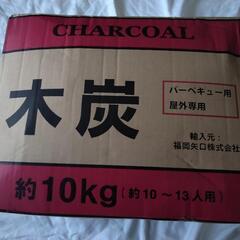 CHARCOAL
木炭
バーベキュー用
屋外専用
輸入元：
福岡矢口株式会社
約10kg(約10～13人用)